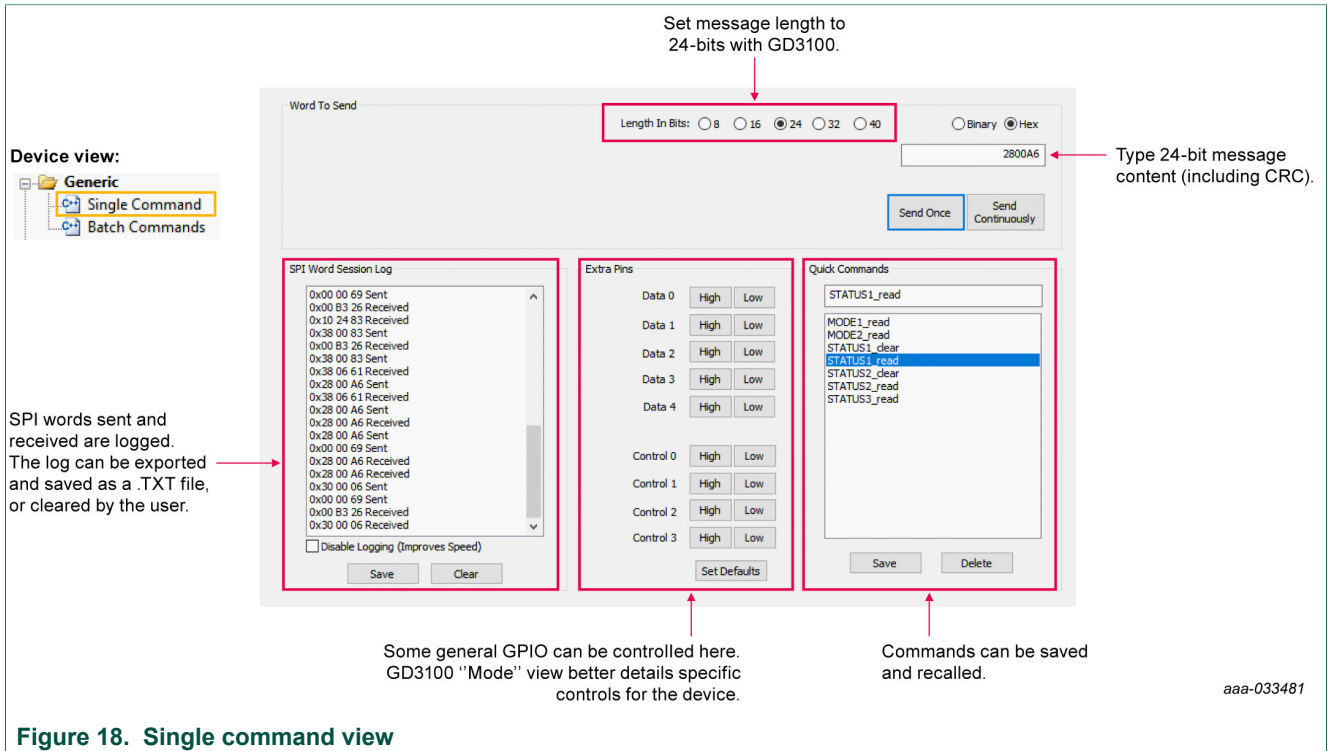 Set message length to
24-bits with GD3100.
Word To Send
Length In Bits: 8 16 24 32 40
Binary Hex
2800A6
Type 24-bit message
content (including CRC).
Send Once
Send
Continuously
Device view:
Generic
C++ Single Command
C++ Batch Commands
SPI Word Session Log
0x00 00 69 Sent
0x00 B3 26 Received
0x10 24 83 Received
0x38 00 83 Sent
0x00 B3 26 Received
0x38 00 83 Sent
0x38 06 61 Received
0x28 00 A6 Sent
0x38 06 61 Received
0x28 00 A6 Sent
0x28 00 A6 Received
0x28 00 A6 Sent
0x00 00 69 Sent
0x28 00 A6 Received
0x28 00 A6 Received
0x30 00 06 Sent
0x00 00 69 Sent
0x00 B3 26 Received
0x30 00 06 Received
Disable Logging (Improves Speed)
Save Clear
SPI words sent and
received are logged.
The log can be exported
and saved as a .TXT file,
or cleared by the user.
Extra Pins
Data 0 High Low
Data 1 High Low
Data 2 High Low
Data 3 High Low
Data 4 High Low
Control 0 High Low
Control 1 High Low
Control 2 High Low
Control 3 High Low
Set Defaults
Quick Commands
STATUS1_read
MODE1_read
MODE2_read
STATUS1_clear
STATUS1_read
STATUS2_clear
STATUS2_read
STATUS3_read
Save Delete
Some general GPIO can be controlled here.
GD3100 ‘’Mode’’ view better details specific
controls for the device.
Commands can be saved
and recalled.
aaa-033481
Figure 18. Single command view